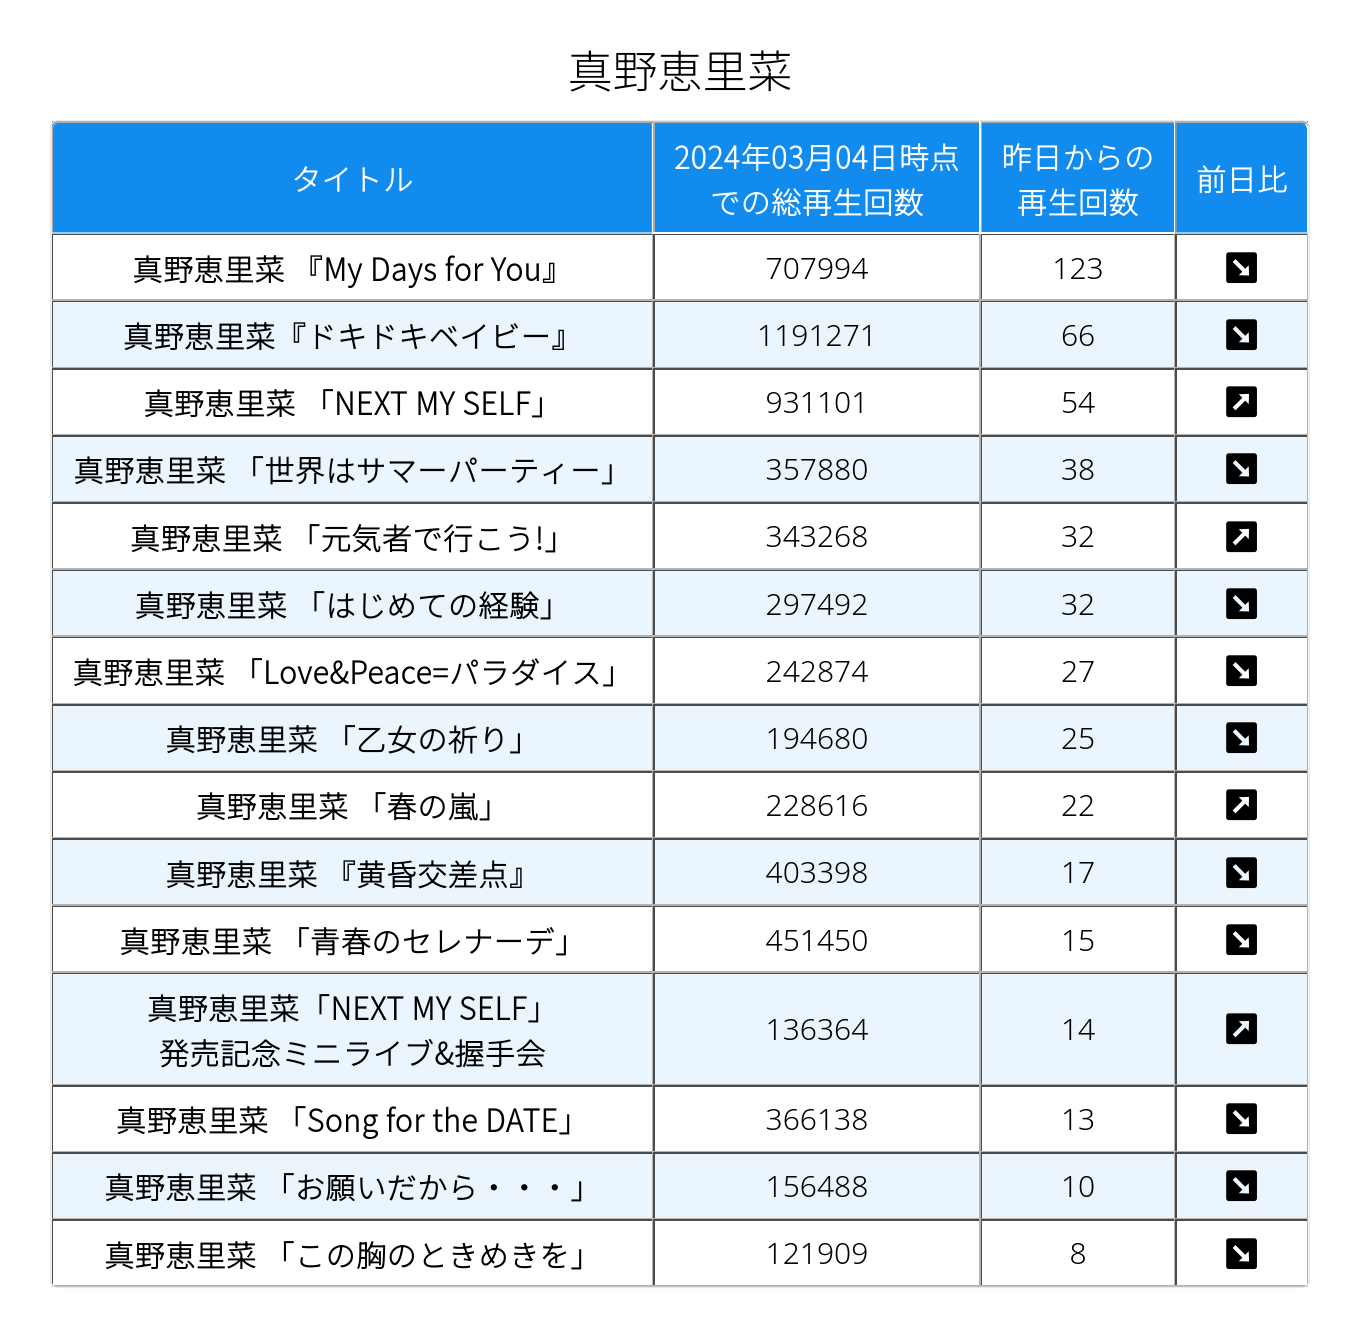 真野恵里菜
タイトル
2024年03月04日時点
での総再生回数
昨日からの
再生回数
前日比
真野恵里菜 『My Days for You』 707994 123 ↘
真野恵里菜『ドキドキベイビー』 1191271 66 ↘
真野恵里菜 「NEXT MY SELF」 931101 54 ↗
真野恵里菜 「世界はサマーパーティー」 357880 38 ↘
真野恵里菜 「元気者で行こう!」 343268 32 ↗
真野恵里菜 「はじめての経験」 297492 32 ↘
真野恵里菜 「Love&Peace=パラダイス」 242874 27 ↘
真野恵里菜 「乙女の祈り」 194680 25 ↘
真野恵里菜 「春の嵐」 228616 22 ↗
真野恵里菜 『黄昏交差点』 403398 17 ↘
真野恵里菜 「青春のセレナーデ」 451450 15 ↘
真野恵里菜「NEXT MY SELF」
発売記念ミニライブ&握手会 136364 14 ↗
真野恵里菜 「Song for the DATE」 366138 13 ↘
真野恵里菜 「お願いだから・・・」 156488 10 ↘
真野恵里菜 「この胸のときめきを」 121909 8 ↘